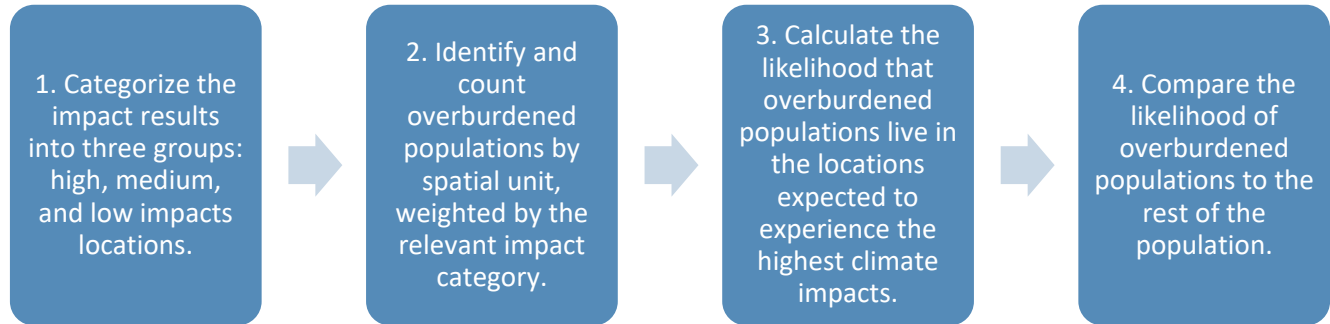 1. Categorize the
impact results
into three groups:
high, medium,
and low impacts
locations.
2. Identify and
count
overburdened
populations by
spatial unit,
weighted by the
relevant impact
category.
3. Calculate the
likelihood that
overburdened
populations live in
the locations
expected to
experience the
highest climate
impacts.
4. Compare the
likelihood of
overburdened
populations to the
rest of the
population.